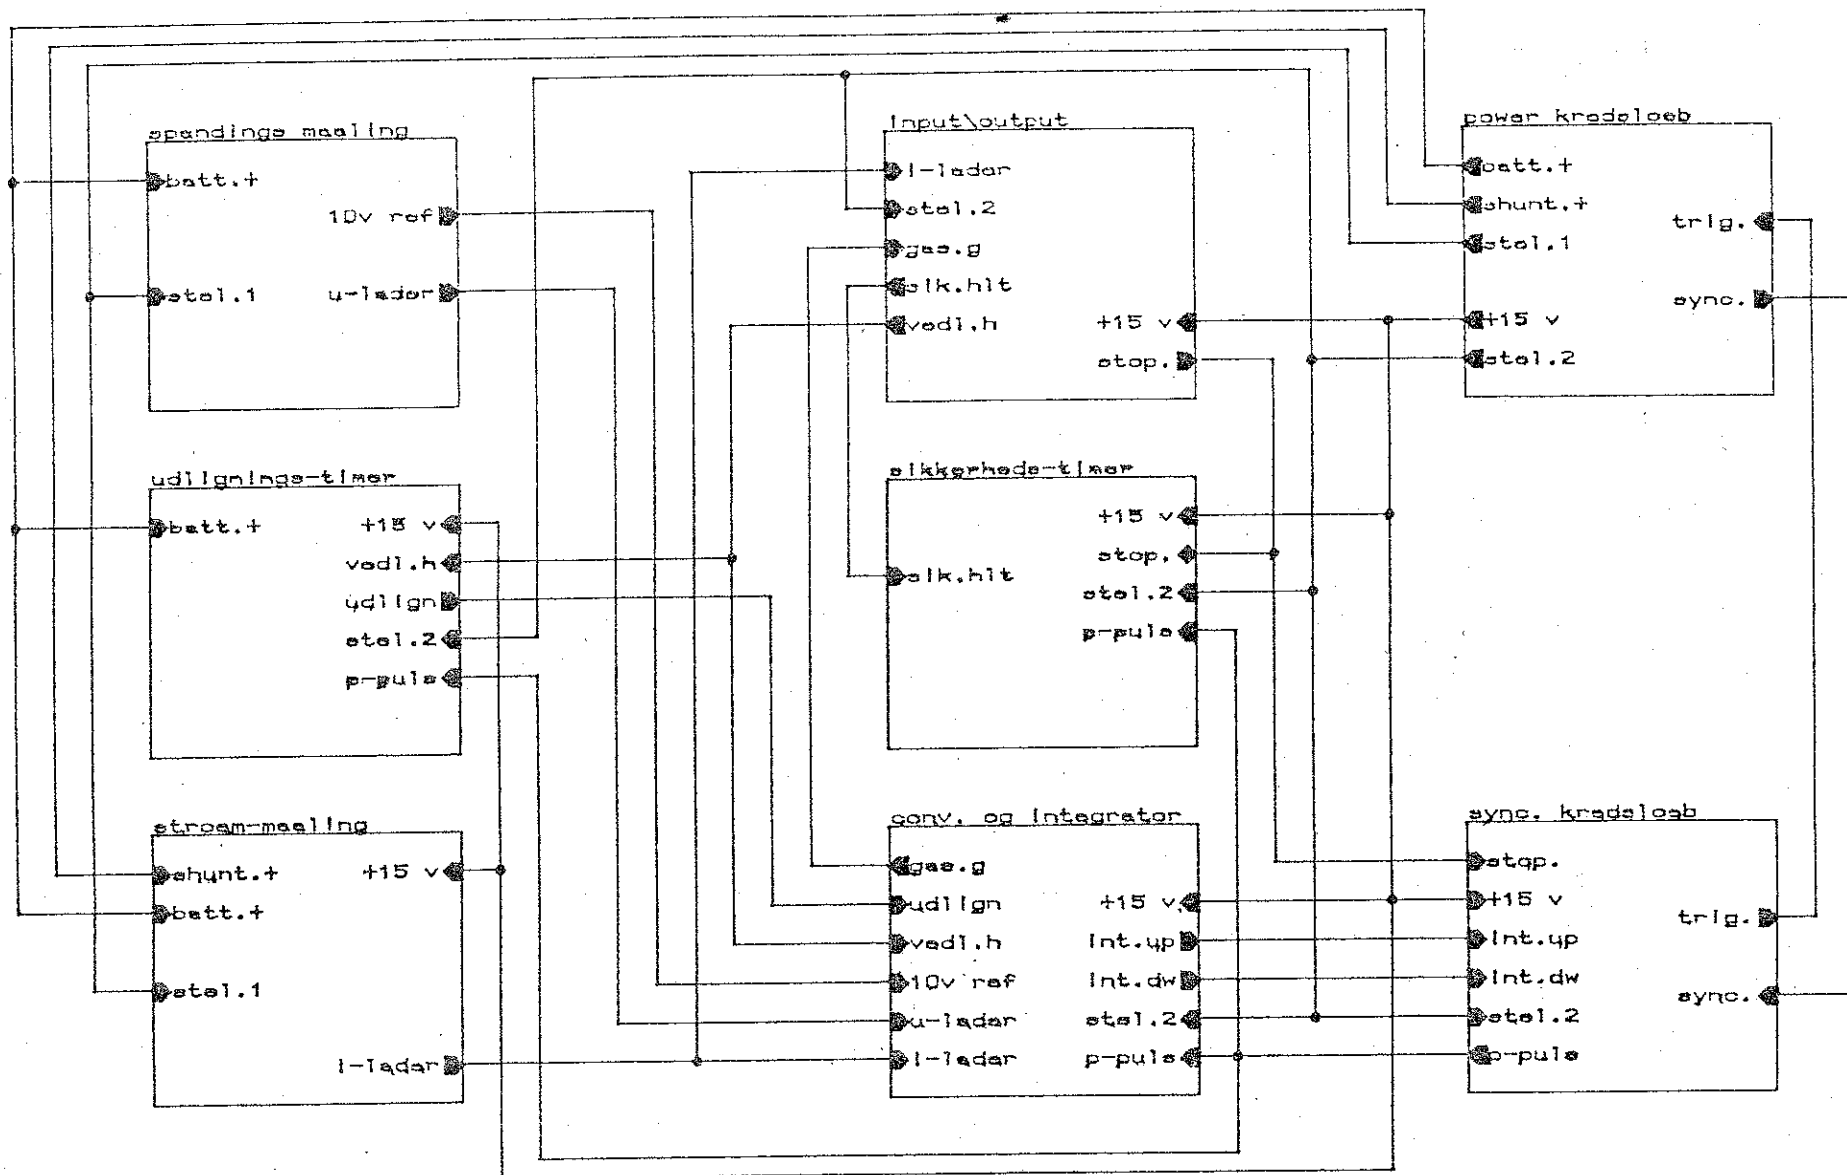 spandings maaling
batt.+
10v ref
stel.1
u-lader
input\output
i-lader
stel.2
gas.g
sik.hlt
vedl.h
+15 v
stop.
power kredsloeb
batt.+
shunt.+
trig.
stel.1
sync.
+15 v
stel.2
udlignings-timer
batt.+
+15 v
vedl.h
udlign
stel.2
p-puls
sikkerheds-timer
+15 v
stop.
sik.hlt
stel.2
p-puls
stroem-maaling
shunt.+
+15 v
batt.+
stel.1
i-lader
conv. og integrator
gas.g
udlign
+15 v
vedl.h
int.up
10v ref
int.dw
u-lader
stel.2
i-lader
p-puls
sync. kredsloeb
stop.
+15 v
trig.
int.up
int.dw
sync.
stel.2
p-puls